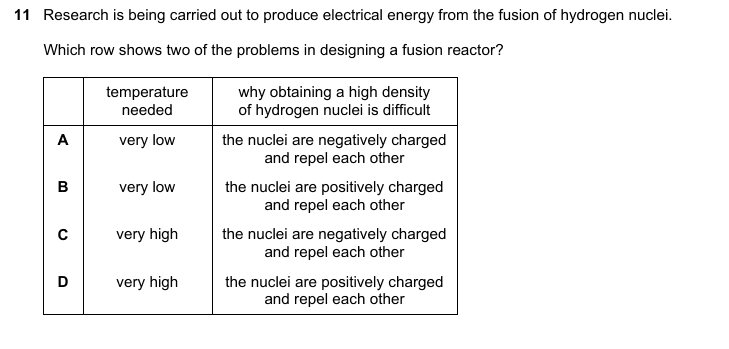 11 Research is being carried out to produce electrical energy from the fusion of hydrogen nuclei.
Which row shows two of the problems in designing a fusion reactor?
temperature needed why obtaining a high density of hydrogen nuclei is difficult
A very low the nuclei are negatively charged and repel each other
B very low the nuclei are positively charged and repel each other
C very high the nuclei are negatively charged and repel each other
D very high the nuclei are positively charged and repel each other